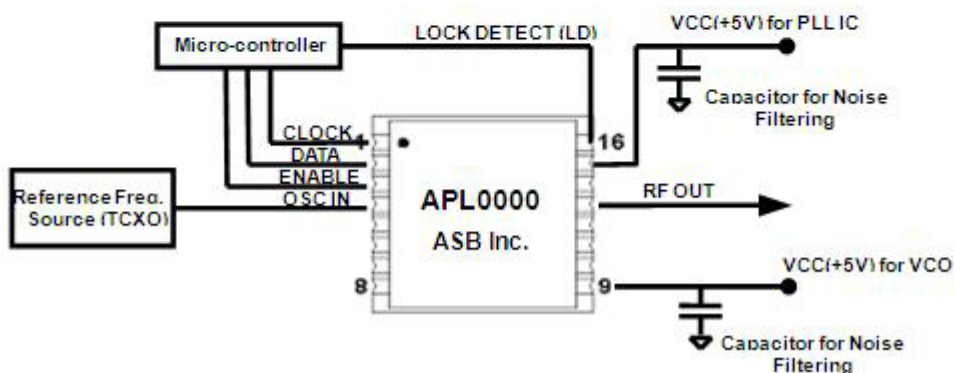 VCC(+5V) for PLL IC
Micro-controller
LOCK DETECT (LD)
Capacitor for Noise
Filtering
CLOCK
1
16
DATA
ENABLE
OSC IN
Reference Freq.
Source (TCXO)
APL0000
ASB Inc.
RF OUT
8
9
VCC(+5V) for VCO
Capacitor for Noise
Filtering